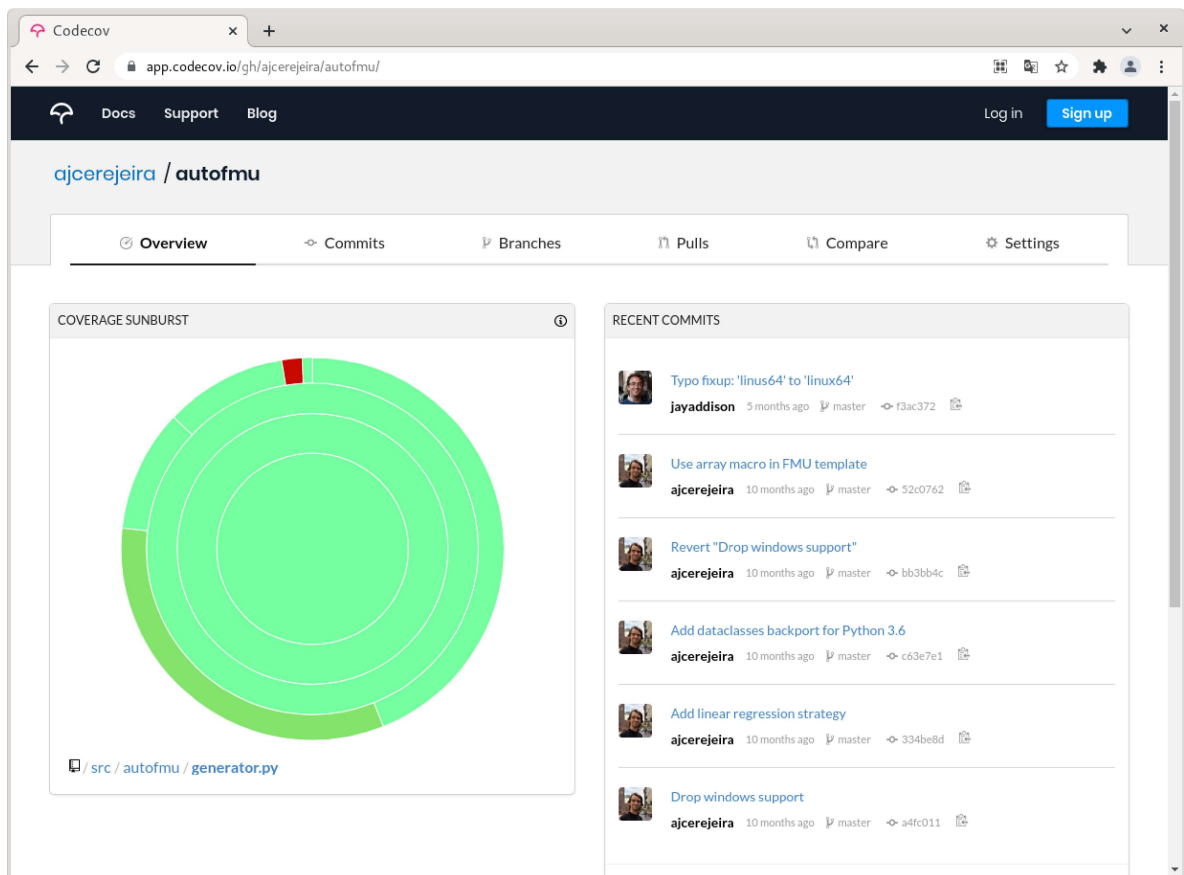 Codecov
app.codecov.io/gh/ajcerejeira/autofmu/
Docs Support Blog Log in Sign up
ajcerejeira / autofmu
Overview Commits Branches Pulls Compare Settings
COVERAGE SUNBURST
/ src / autofmu / generator.py
RECENT COMMITS
Typo fixup: 'linus64' to 'linux64'
jayaddison 5 months ago master f3ac372
Use array macro in FMU template
ajcerejeira 10 months ago master 52c0762
Revert "Drop windows support"
ajcerejeira 10 months ago master bb3bb4c
Add dataclasses backport for Python 3.6
ajcerejeira 10 months ago master c63e7e1
Add linear regression strategy
ajcerejeira 10 months ago master 334be8d
Drop windows support
ajcerejeira 10 months ago master a4fc011